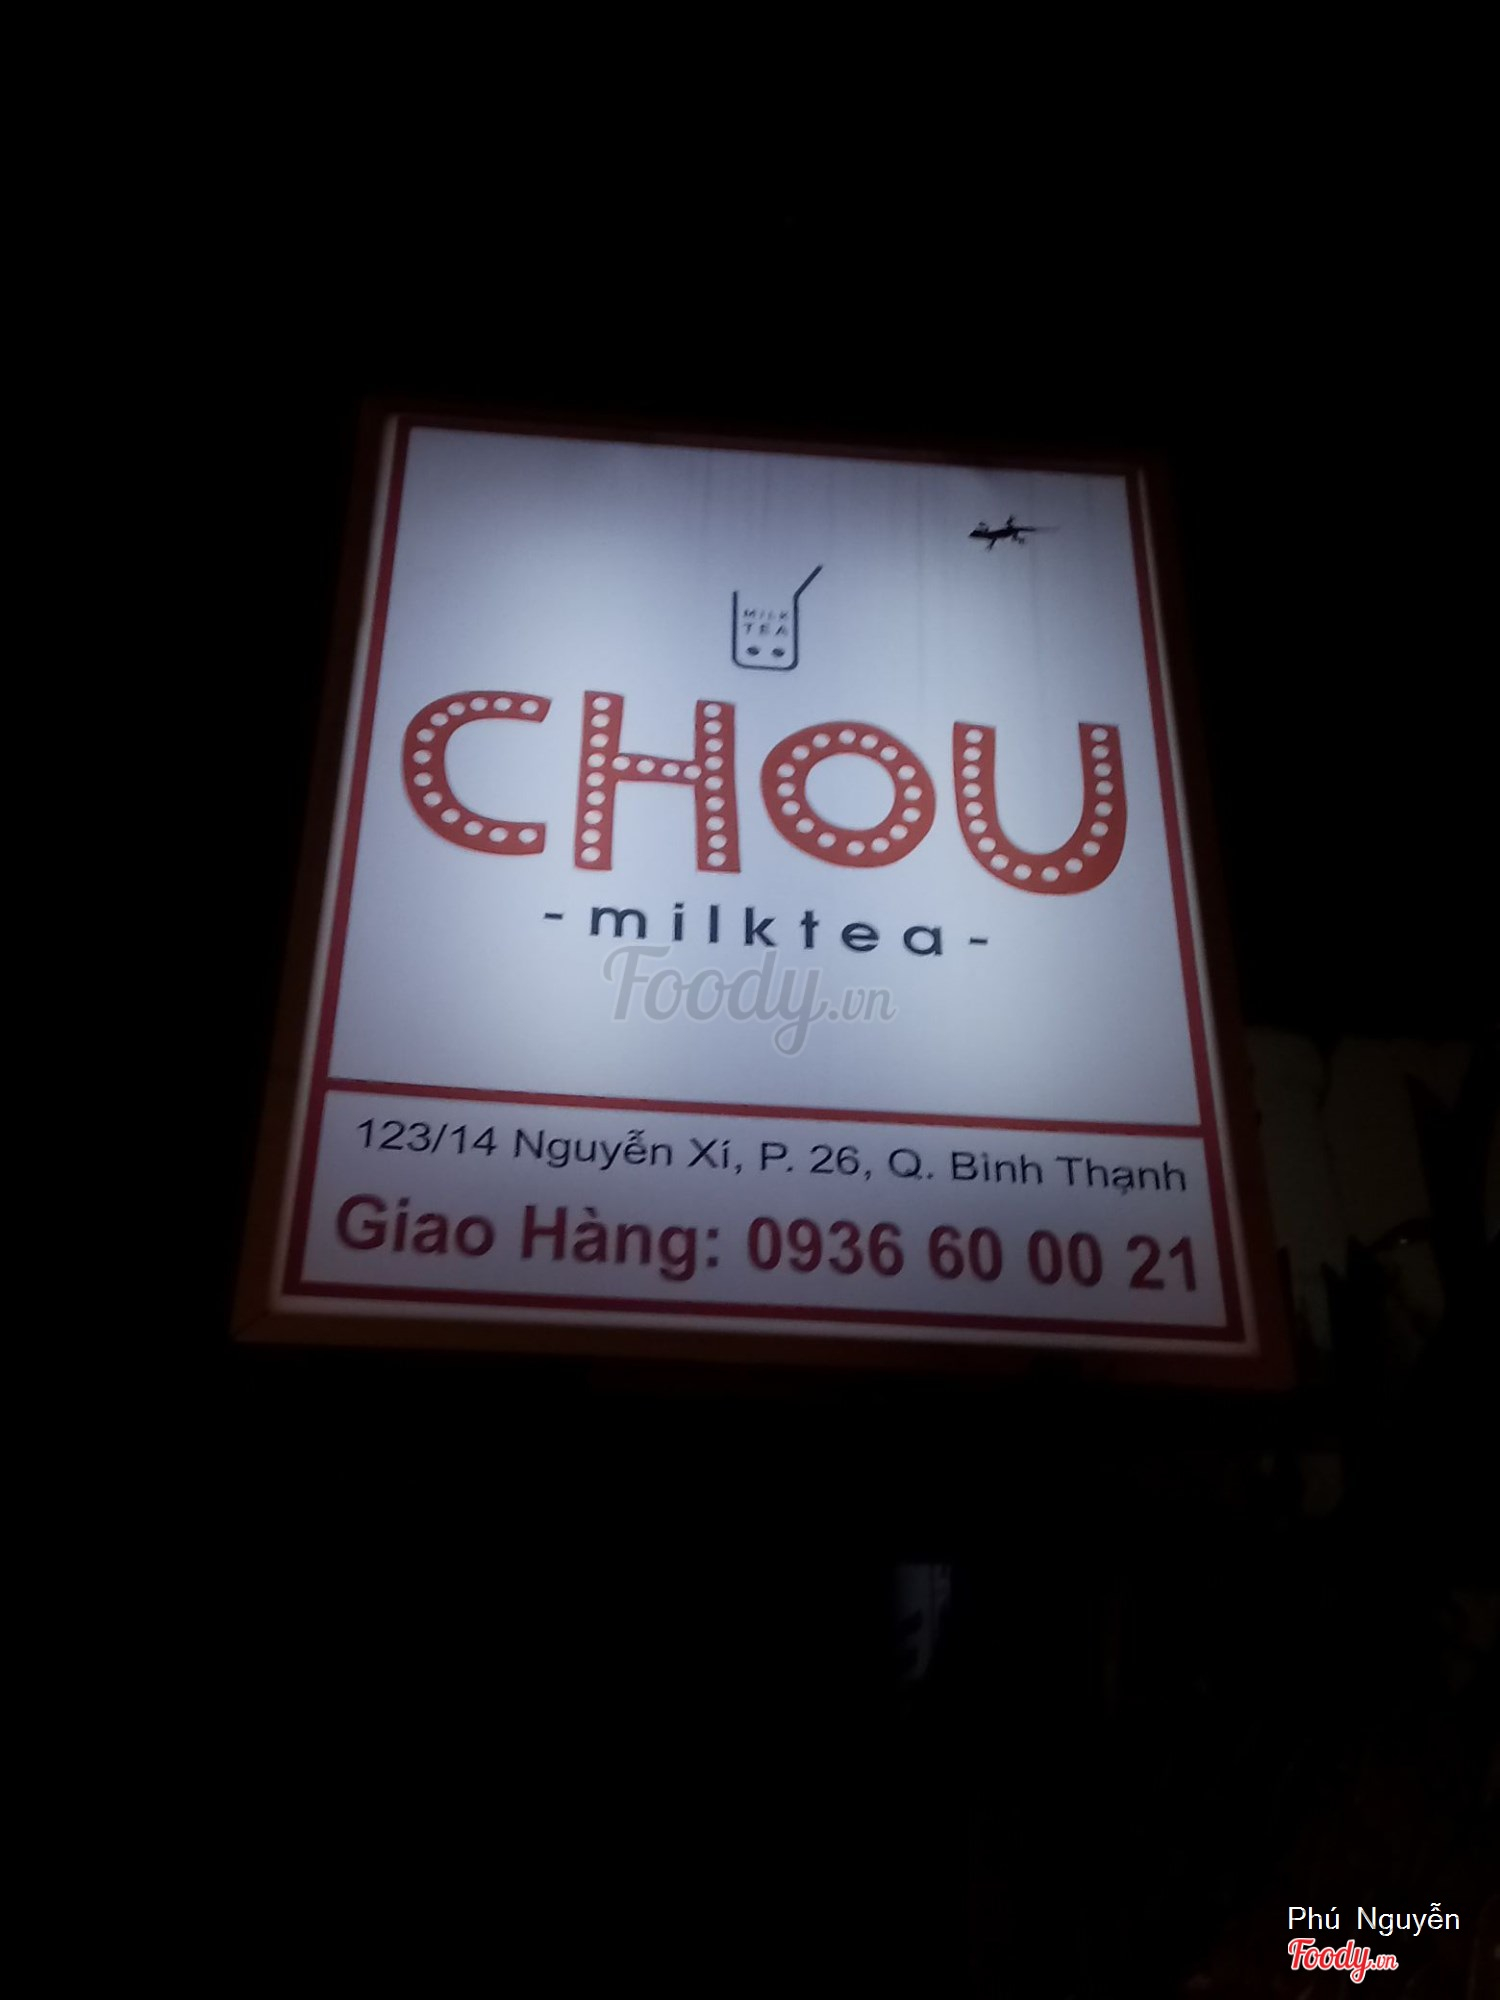 MILK
TEA
CHOU
- milktea -
Foody.vn
123/14 Nguyễn Xí, P. 26, Q. Bình Thạnh
Giao Hàng: 0936 60 00 21
Phú Nguyễn
Foody.vn